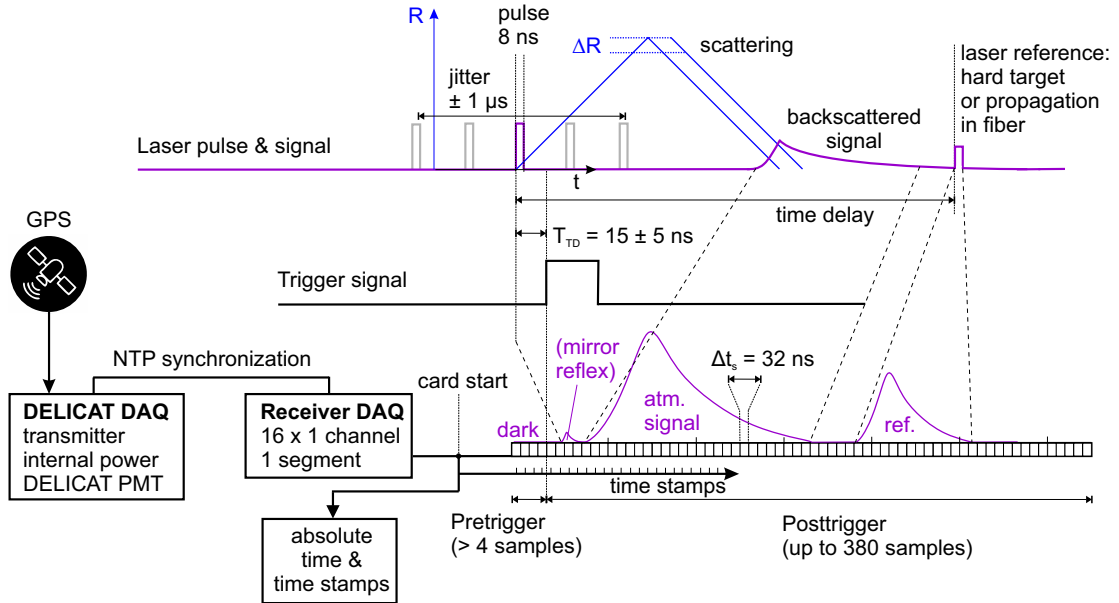 R
pulse
8 ns
jitter
± 1 µs
ΔR
scattering
laser reference:
hard target
or propagation
in fiber
backscattered
signal
Laser pulse & signal
t
time delay
GPS
T_TD = 15 ± 5 ns
Trigger signal
NTP synchronization
card start
(mirror
reflex)
Δt_s = 32 ns
DELICAT DAQ
transmitter
internal power
DELICAT PMT
Receiver DAQ
16 x 1 channel
1 segment
dark
atm.
signal
ref.
time stamps
absolute
time &
time stamps
Pretrigger
(> 4 samples)
Posttrigger
(up to 380 samples)